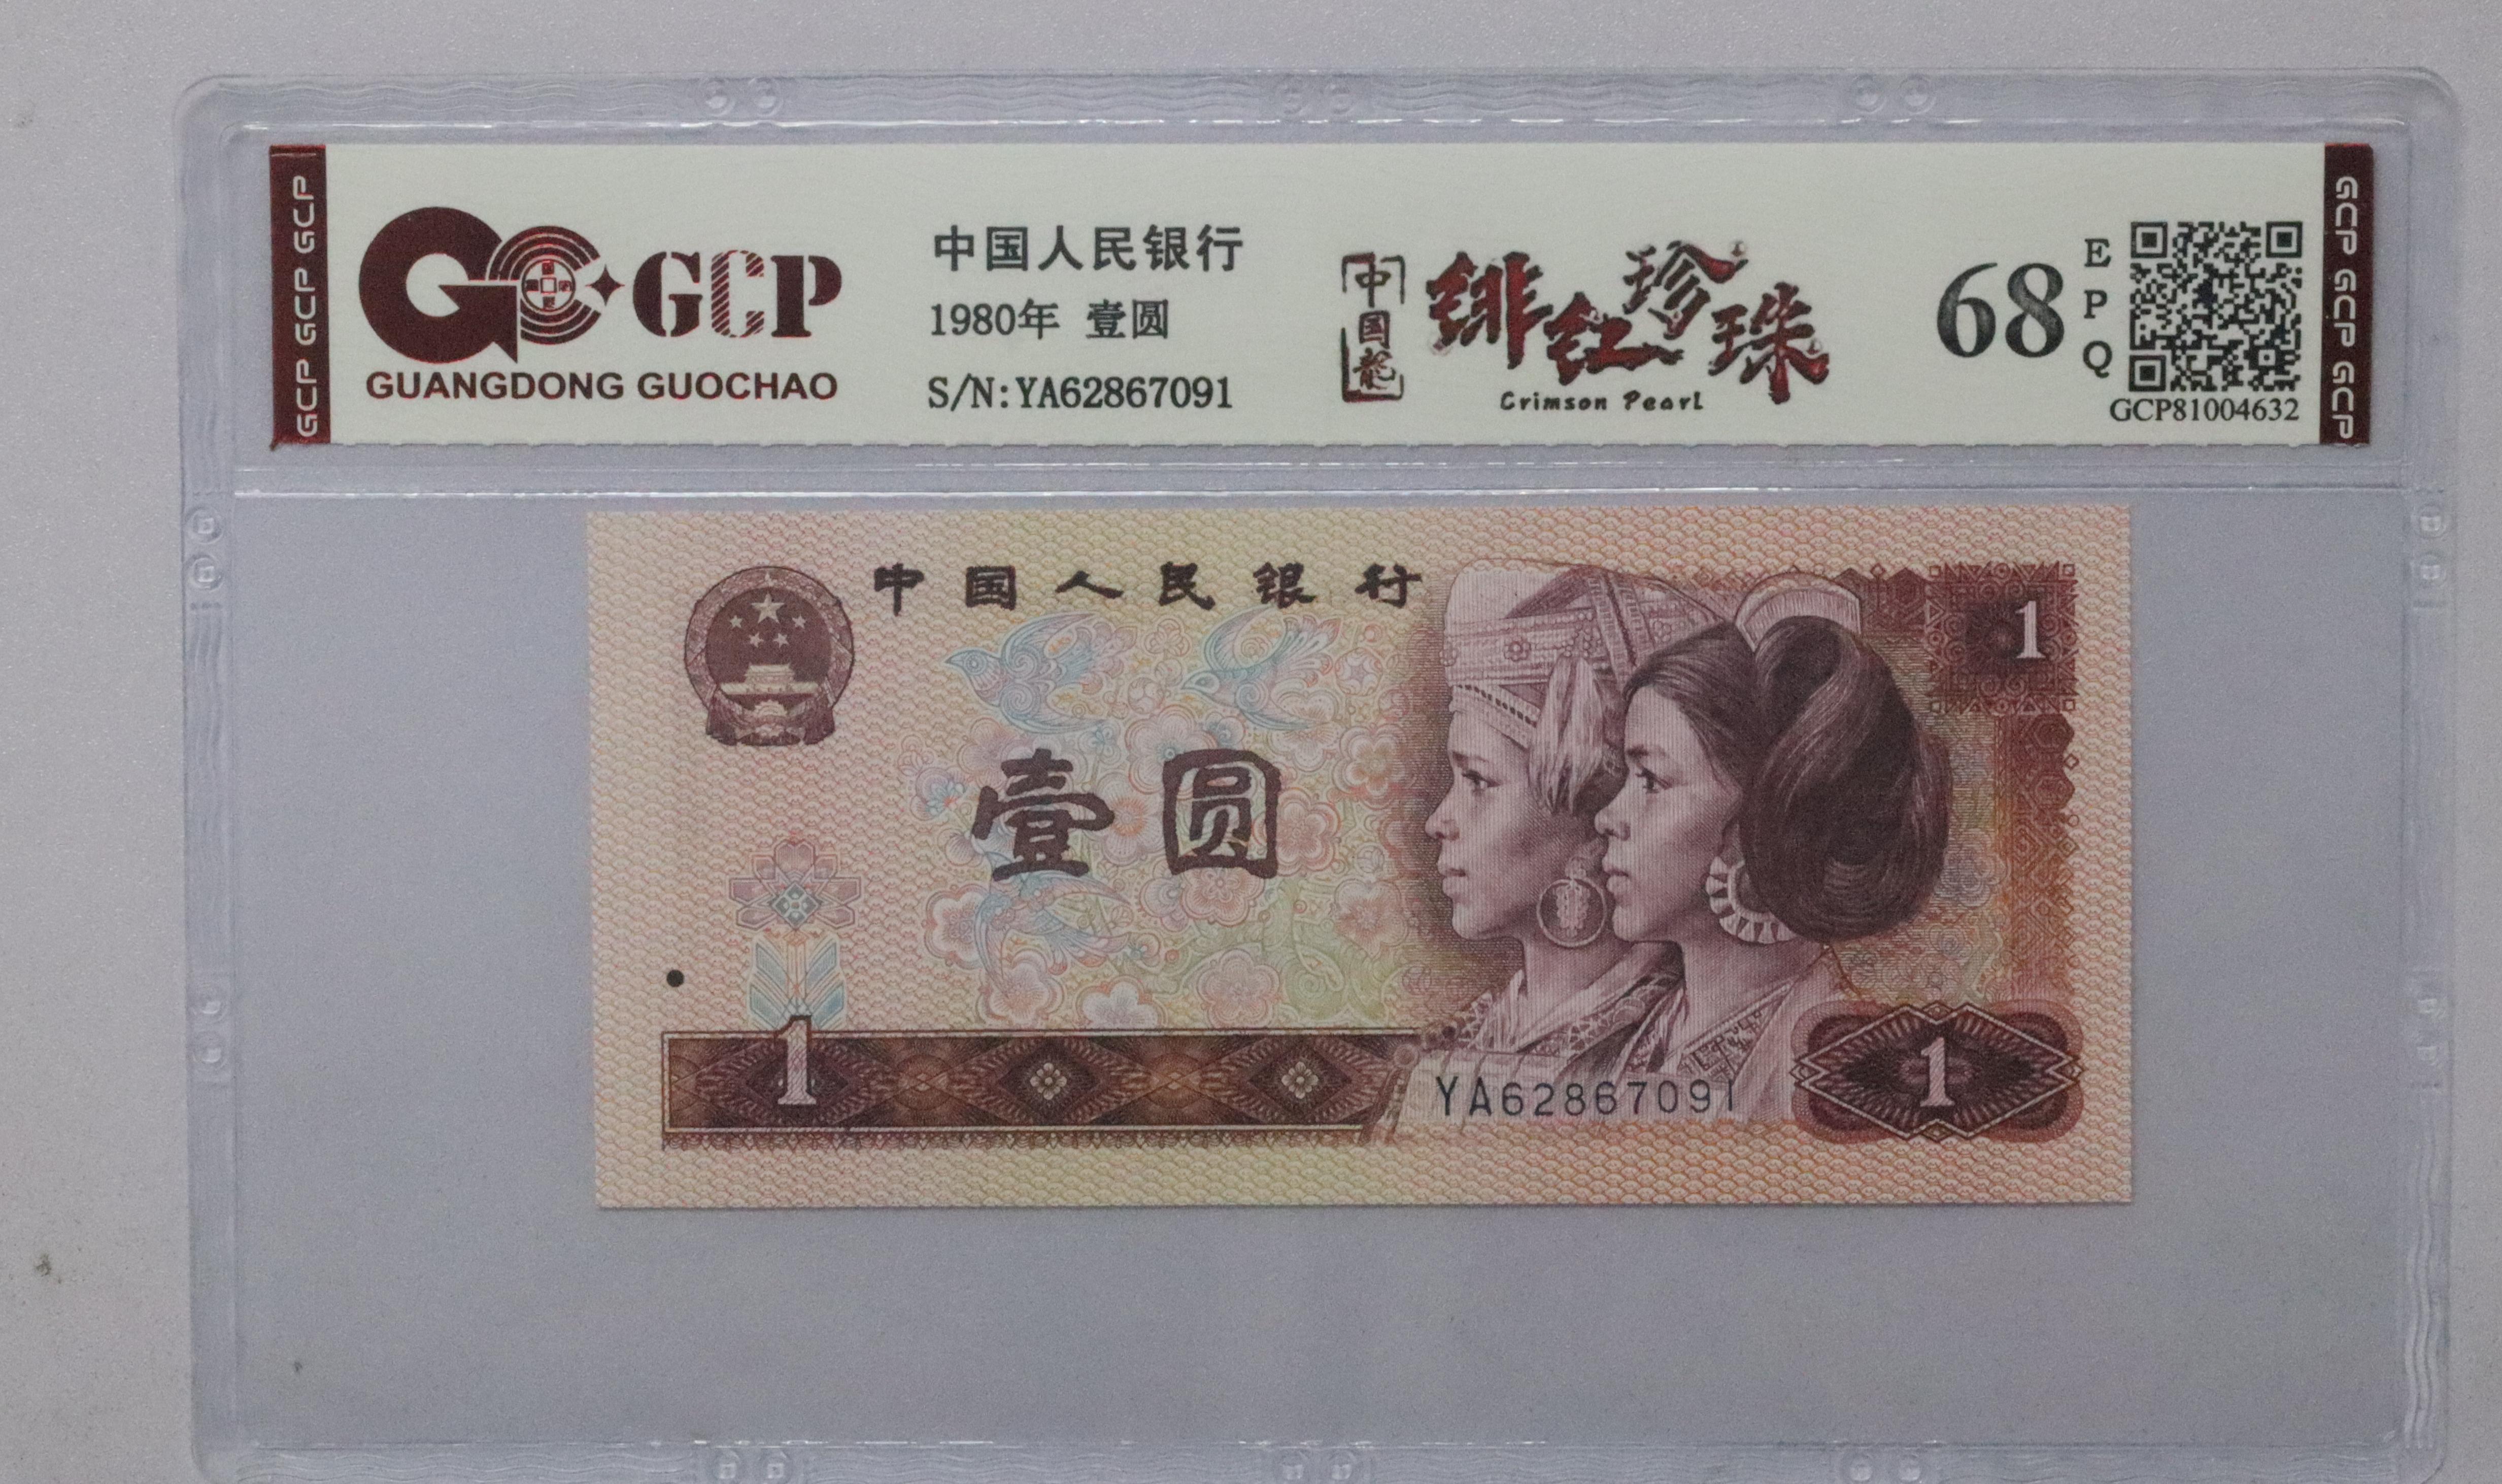 GCP GCP GCP
GCP
GUANGDONG GUOCHAO
中国人民银行
1980年 壹圆
S/N:YA62867091
中国龍
绯红珍珠
Crimson Pearl
68
EPQ
GCP81004632
GCP GCP GCP
中国人民银行
1
壹圆
1
YA62867091
1